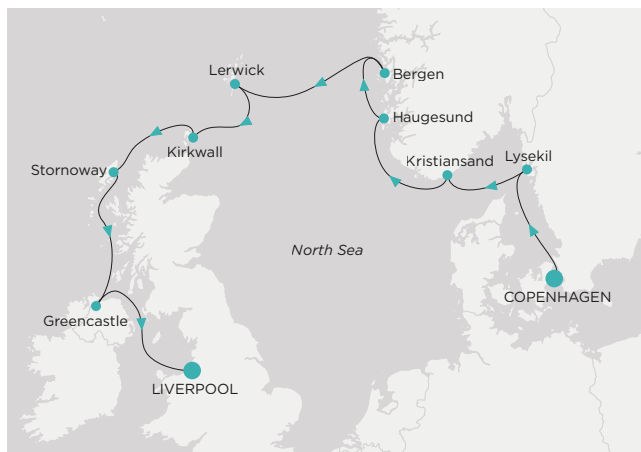 Lerwick
Bergen
Haugesund
Kirkwall
Kristiansand
Lysekil
Stornoway
North Sea
COPENHAGEN
Greencastle
LIVERPOOL